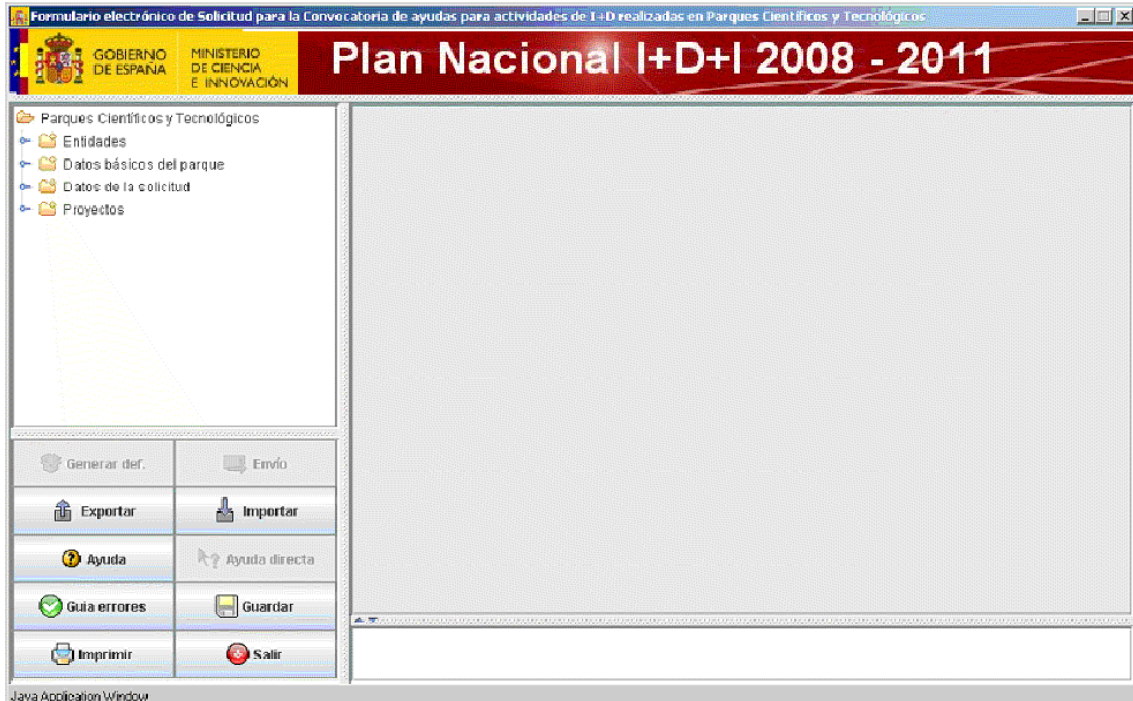 Formulario electrónico de Solicitud para la Convocatoria de ayudas para actividades de I+D realizadas en Parques Científicos y Tecnológicos
GOBIERNO
DE ESPAÑA
MINISTERIO
DE CIENCIA
E INNOVACIÓN
Plan Nacional I+D+I 2008 - 2011
Parques Científicos y Tecnológicos
Entidades
Datos básicos del parque
Datos de la solicitud
Proyectos
Generar def.
Envío
Exportar
Importar
Ayuda
Ayuda directa
Guia errores
Guardar
Imprimir
Salir
Java Application Window